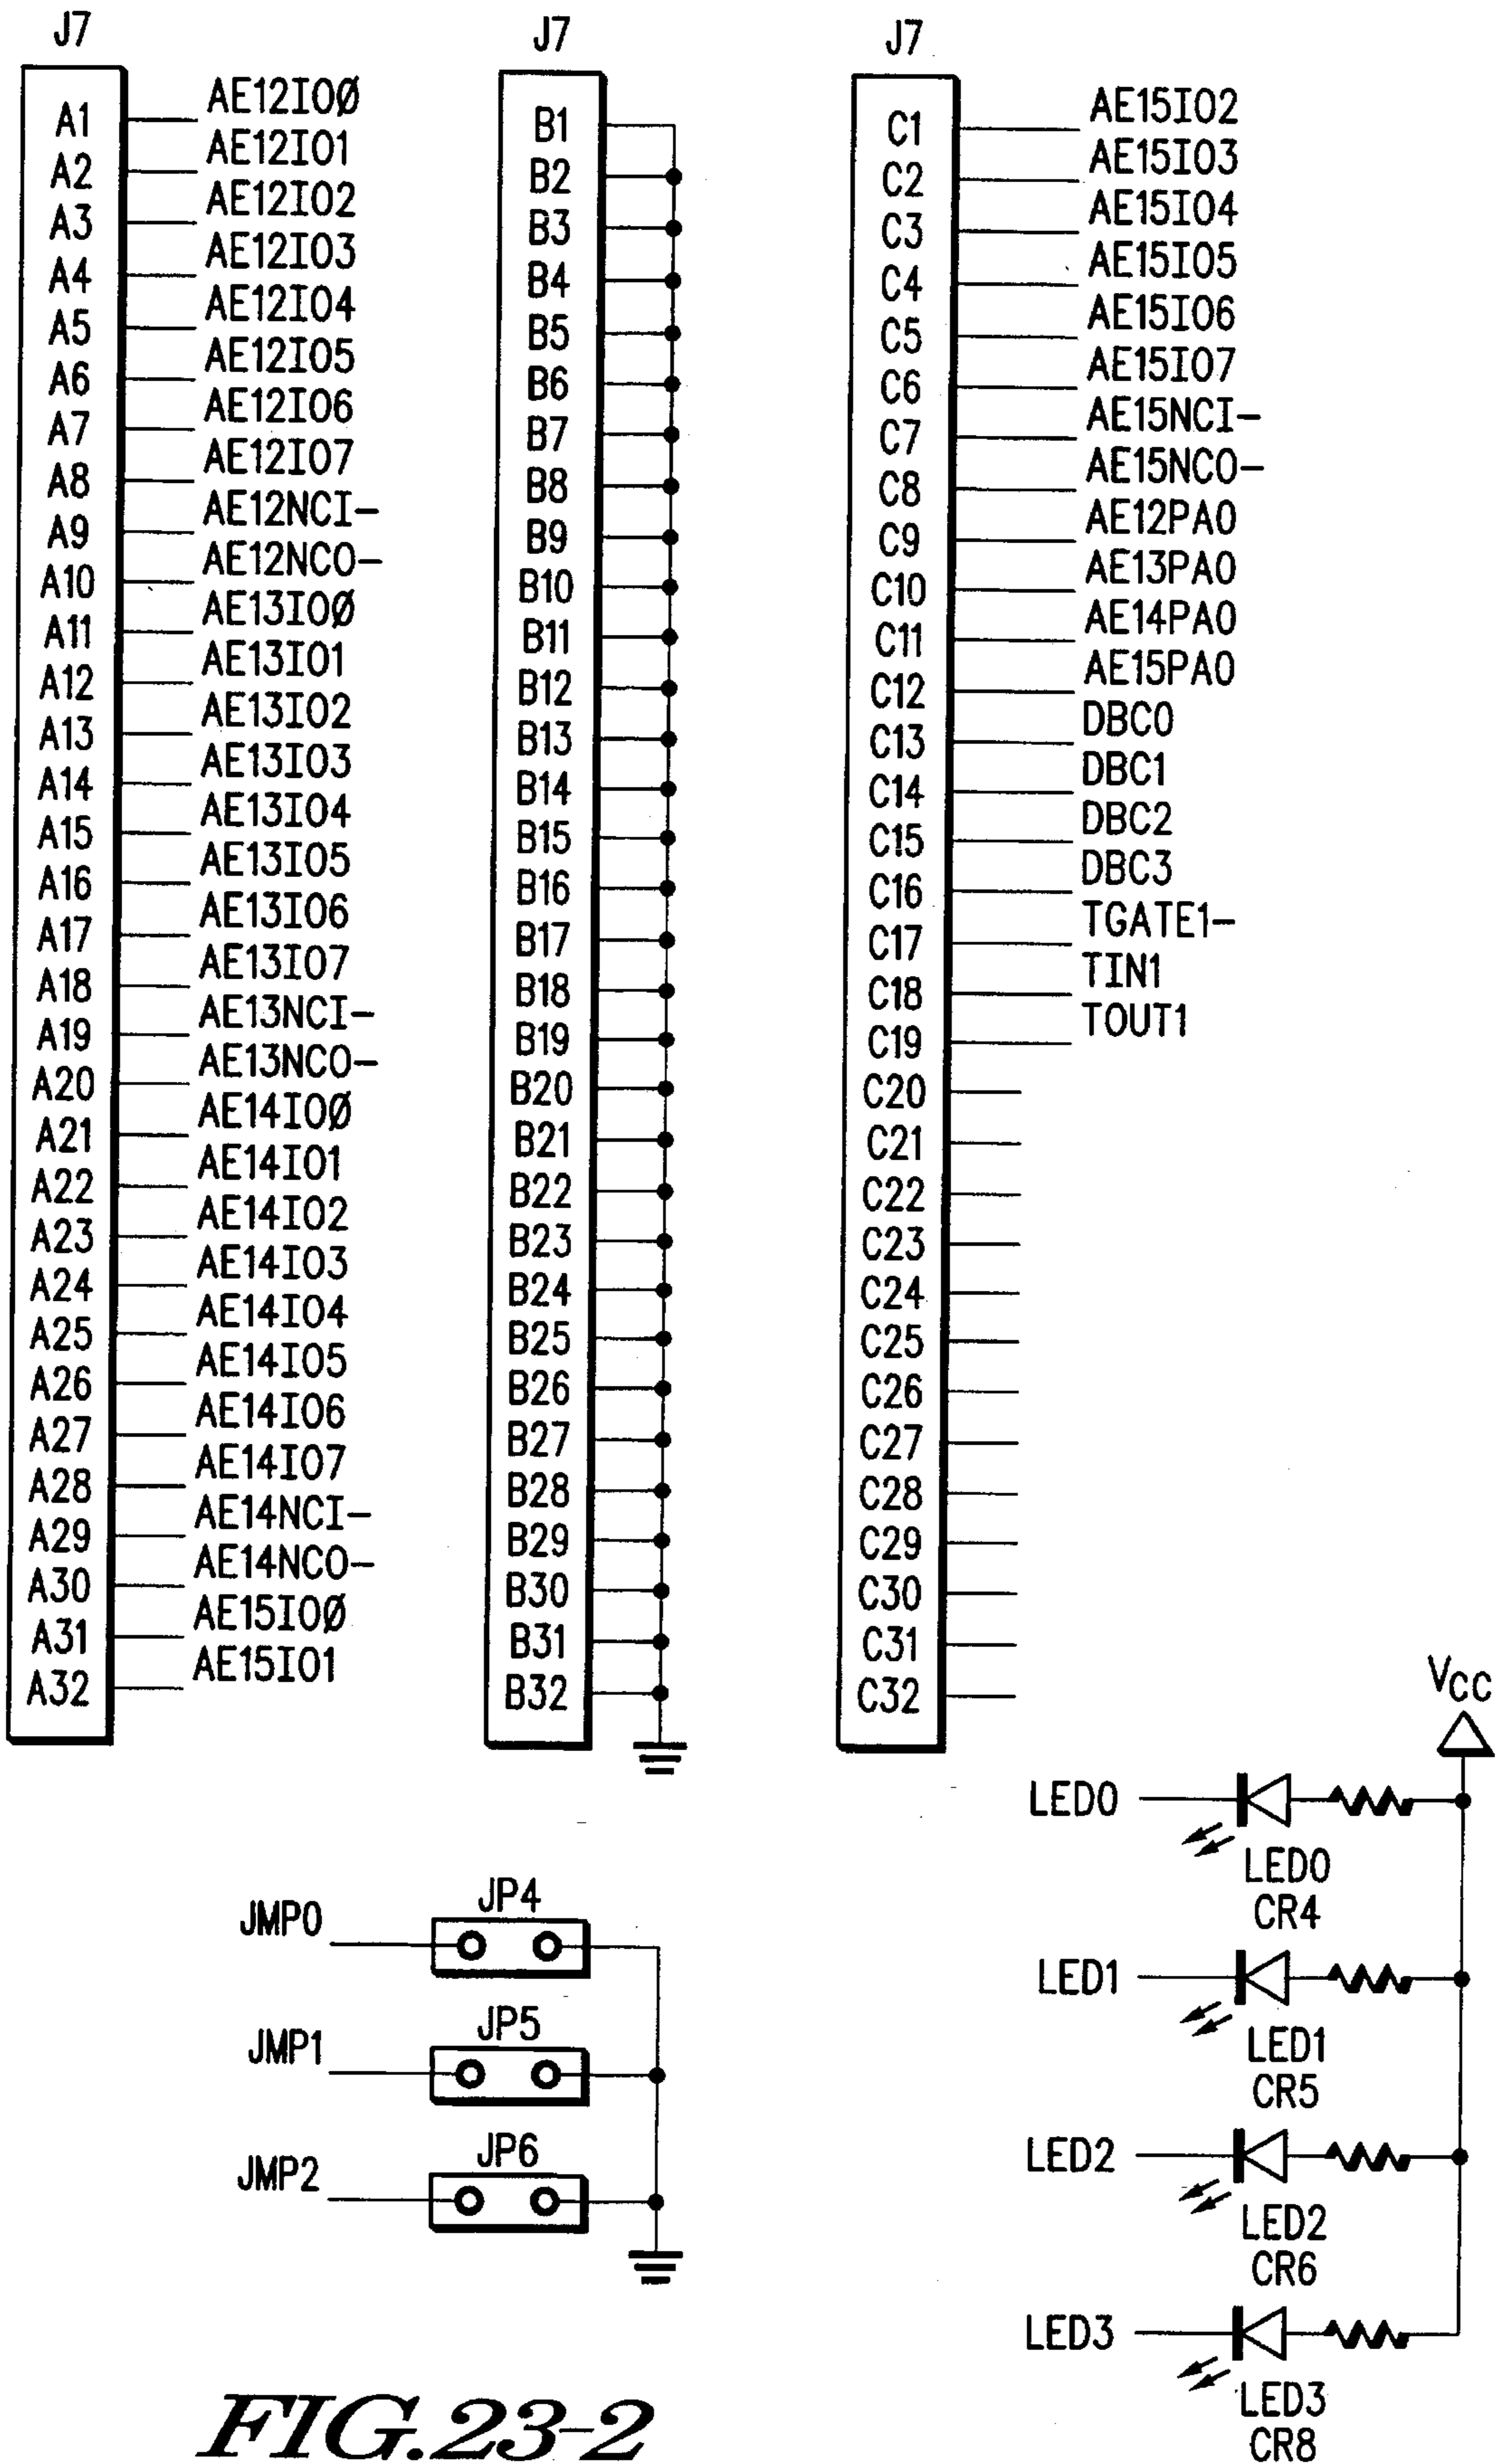 J7
A1 AE12IOØ
A2 AE12IO1
A3 AE12IO2
A4 AE12IO3
A5 AE12IO4
A6 AE12IO5
A7 AE12IO6
A8 AE12IO7
A9 AE12NCI-
A10 AE12NCO-
A11 AE13IOØ
A12 AE13IO1
A13 AE13IO2
A14 AE13IO3
A15 AE13IO4
A16 AE13IO5
A17 AE13IO6
A18 AE13IO7
A19 AE13NCI-
A20 AE13NCO-
A21 AE14IOØ
A22 AE14IO1
A23 AE14IO2
A24 AE14IO3
A25 AE14IO4
A26 AE14IO5
A27 AE14IO6
A28 AE14IO7
A29 AE14NCI-
A30 AE14NCO-
A31 AE15IOØ
A32 AE15IO1
J7
B1
B2
B3
B4
B5
B6
B7
B8
B9
B10
B11
B12
B13
B14
B15
B16
B17
B18
B19
B20
B21
B22
B23
B24
B25
B26
B27
B28
B29
B30
B31
B32
J7
C1 AE15IO2
C2 AE15IO3
C3 AE15IO4
C4 AE15IO5
C5 AE15IO6
C6 AE15IO7
C7 AE15NCI-
C8 AE15NCO-
C9 AE12PA0
C10 AE13PA0
C11 AE14PA0
C12 AE15PA0
C13 DBC0
C14 DBC1
C15 DBC2
C16 DBC3
C17 TGATE1-
C18 TIN1
C19 TOUT1
C20
C21
C22
C23
C24
C25
C26
C27
C28
C29
C30
C31
C32
JMP0 JP4
JMP1 JP5
JMP2 JP6
VCC
LED0
LED0
CR4
LED1
LED1
CR5
LED2
LED2
CR6
LED3
LED3
CR8
FIG.23-2